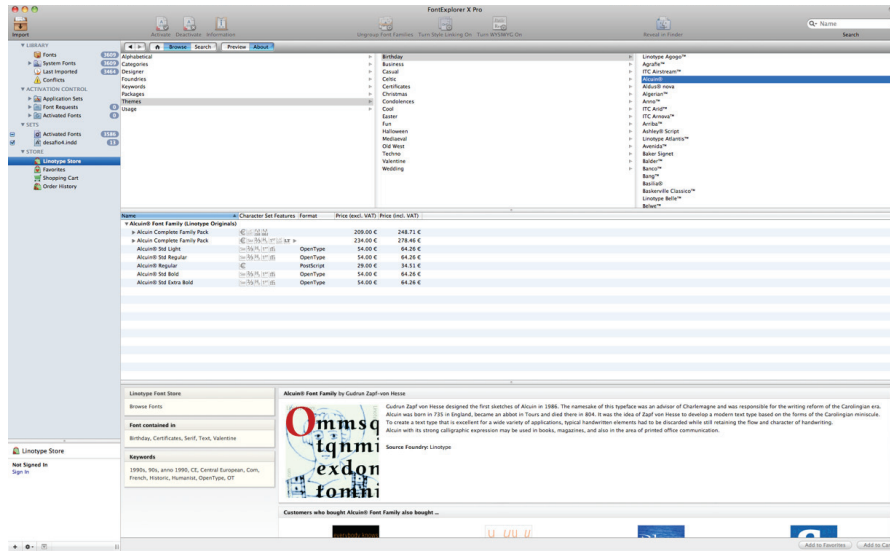 FontExplorer X Pro
Import
Activate Deactivate Information
Ungroup Font Families Turn Style Linking On Turn WYSIWYG On
Reveal in Finder
Name
Search
LIBRARY
Fonts
System Fonts
Last Imported
Conflicts
ACTIVATION CONTROL
Application Sets
Font Requests 0
Activated Fonts 0
SETS
Activated Fonts
desafio4.indd 13
STORE
Linotype Store
Favorites
Shopping Cart
Order History
Browse Search Preview About
Alphabetical
Categories
Designer
Foundries
Keywords
Packages
Themes
Usage
Birthday
Business
Casual
Celtic
Certificates
Christmas
Condolences
Cool
Easter
Fun
Halloween
Mediaeval
Old West
Techno
Valentine
Wedding
Linotype Agogo™
Agrafie™
ITC Airstream™
Alcuin®
Aldus® nova
Algerian™
Anno™
ITC Arid™
ITC Arnova™
Arriba™
Ashley® Script
Linotype Atlantis™
Avenida™
Baker Signet
Balder™
Banco™
Bang™
Basilia®
Baskerville Classico™
Linotype Belle™
Belwe™
Name Character Set Features Format Price (excl. VAT) Price (incl. VAT)
Alcuin® Font Family (Linotype Originals)
Alcuin Complete Family Pack 209.00 € 248.71 €
Alcuin Complete Family Pack 234.00 € 278.46 €
Alcuin® Std Light OpenType 54.00 € 64.26 €
Alcuin® Std Regular OpenType 54.00 € 64.26 €
Alcuin® Regular PostScript 29.00 € 34.51 €
Alcuin® Std Bold OpenType 54.00 € 64.26 €
Alcuin® Std Extra Bold OpenType 54.00 € 64.26 €
Linotype Font Store
Browse Fonts
Font contained in
Birthday, Certificates, Serif, Text, Valentine
Keywords
1990s, 90s, anno 1990, CE, Central European, Com,
French, Historic, Humanist, OpenType, OT
Alcuin® Font Family by Gudrun Zapf-von Hesse
Ommsq
tqnmi
exdon
tomni
Gudrun Zapf von Hesse designed the first sketches of Alcuin in 1986. The namesake of this typeface was an advisor of Charlemagne and was responsible for the writing reform of the Carolingian era.
Alcuin was born in 735 in England, became an abbot in Tours and died there in 804. It was the idea of Zapf von Hesse to develop a modern text type based on the forms of the Carolingian minuscule.
To create a text type that is excellent for a wide variety of applications, typical handwritten elements had to be discarded while still retaining the flow and character of handwriting.
Alcuin with its strong calligraphic expression may be used in books, magazines, and also in the area of printed office communication.
Source Foundry: Linotype
Customers who bought Alcuin® Font Family also bought ...
Linotype Store
Not Signed In
Sign In
Add to Favorites Add to Ca